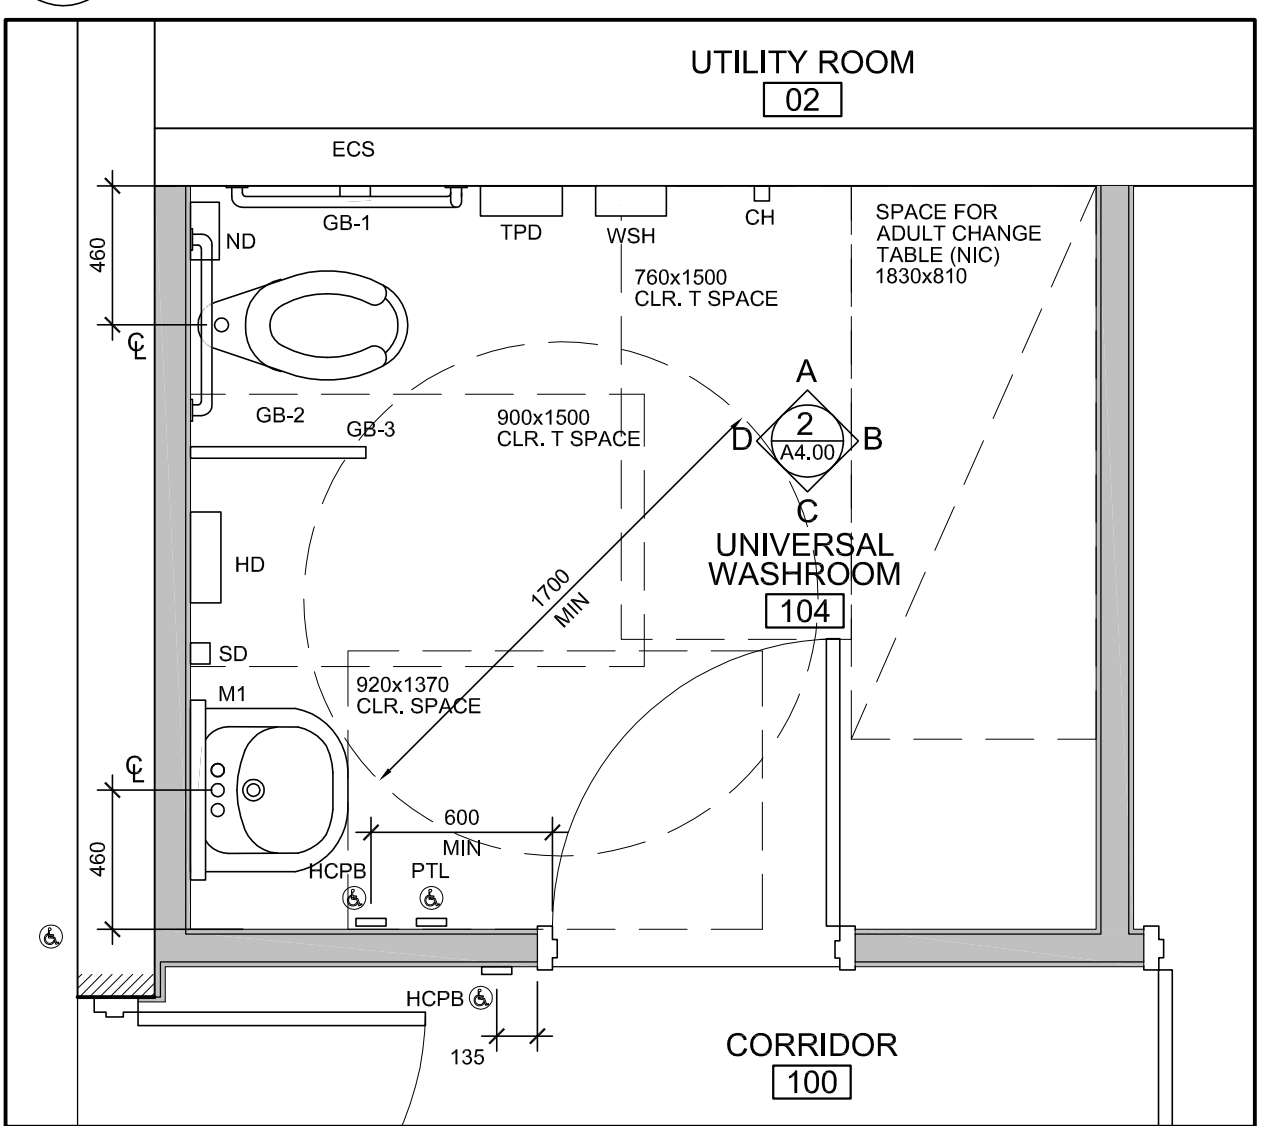 UTILITY ROOM
02
ECS
GB-1
TPD
WSH
CH
ND
SPACE FOR
ADULT CHANGE
TABLE (NIC)
1830x810
460
760x1500
CLR. T SPACE
CL
GB-2
GB-3
900x1500
CLR. T SPACE
A
D
2
B
A4.00
C
UNIVERSAL
WASHROOM
104
HD
1700
MIN
SD
M1
920x1370
CLR. SPACE
CL
460
600
MIN
HCPB
PTL
HCPB
135
CORRIDOR
100